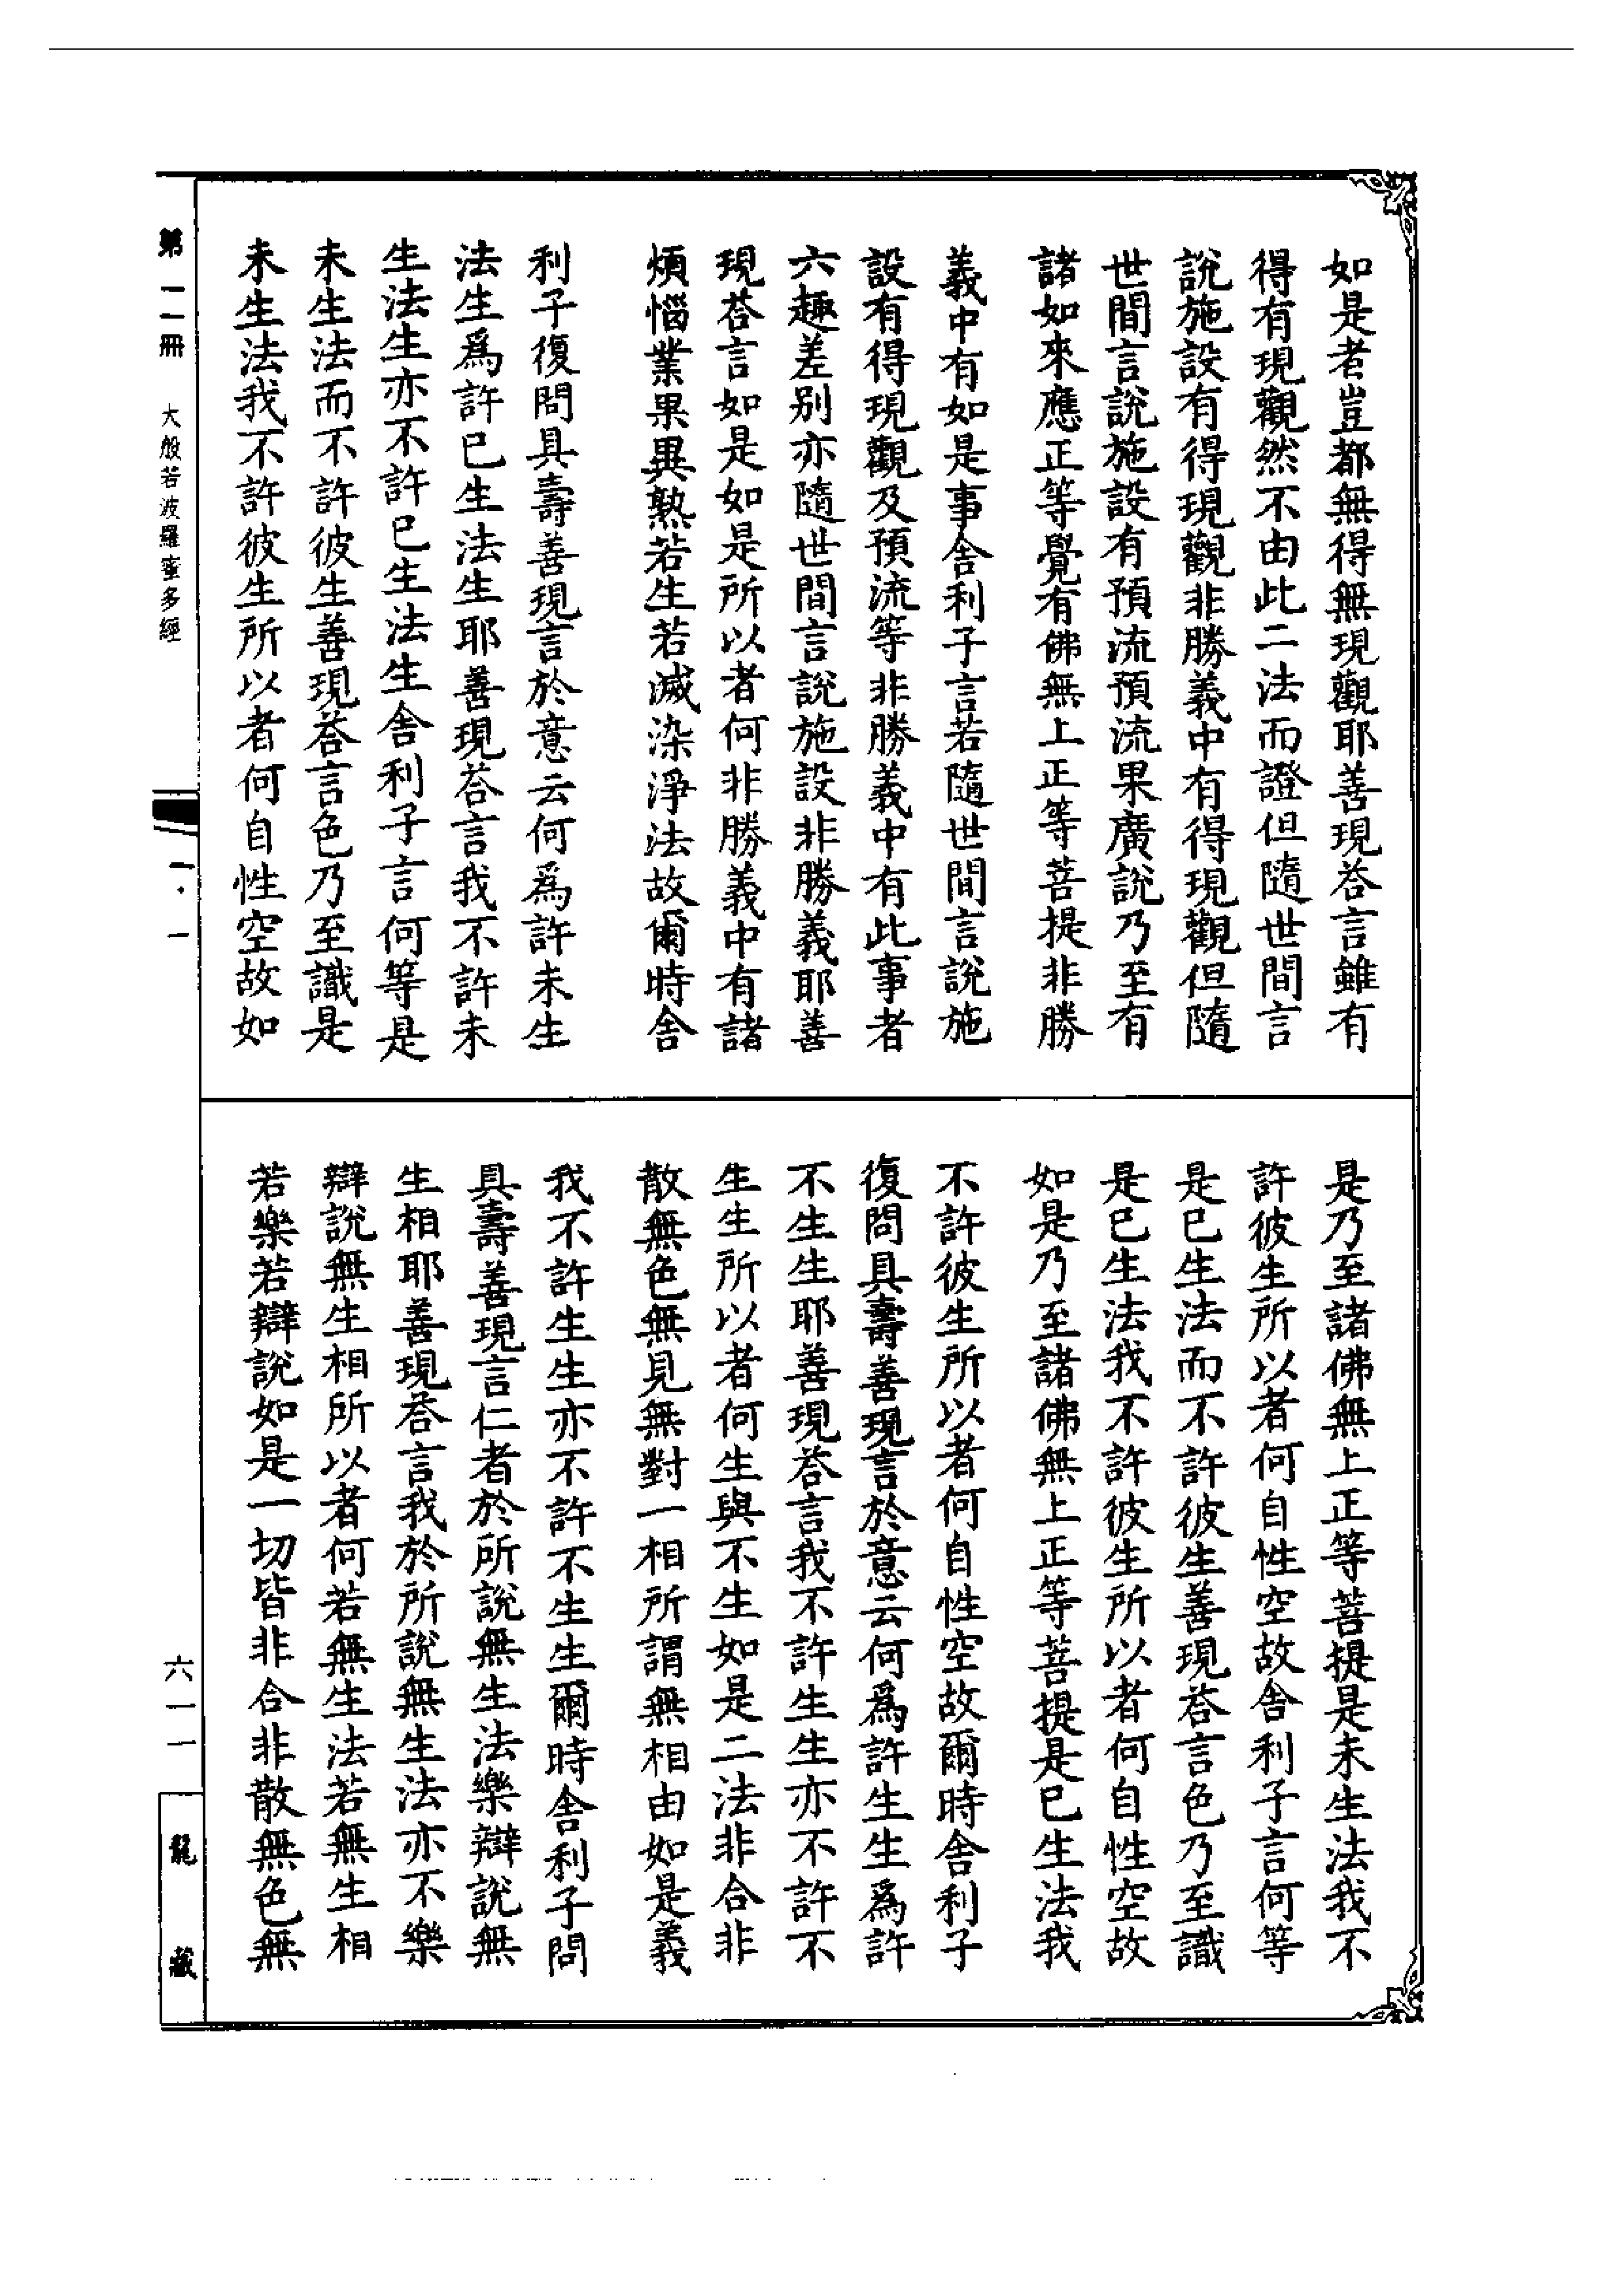 如是者豈都無得無現觀耶善現荅言雖有
得有現觀然不由此二法而證但隨世間言
說施設有得現觀非勝義中有得現觀但隨
世間言說施設有預流預流果廣說乃至有
諸如來應正等覺有佛無上正等菩提非勝
義中有如是事舍利子言若隨世間言說施
設有得現觀及預流等非勝義中有此事者
六趣差別亦隨世間言說施設非勝義耶善
現荅言如是如是所以者何非勝義中有諸
煩惱業果異熟若生若滅染淨法故爾時舍
利子復問具壽善現言於意云何爲許未生
法生爲許已生法生耶善現荅言我不許未
生法生亦不許已生法生舍利子言何等是
未生法而不許彼生善現荅言色乃至識是
未生法我不許彼生所以者何自性空故如
是乃至諸佛無上正等菩提是未生法我不
許彼生所以者何自性空故舍利子言何等
是已生法而不許彼生善現荅言色乃至識
是已生法我不許彼生所以者何自性空故
如是乃至諸佛無上正等菩提是已生法我
不許彼生所以者何自性空故爾時舍利子
復問具壽善現言於意云何爲許生生爲許
不生生耶善現荅言我不許生生亦不許不
生生所以者何生與不生如是二法非合非
散無色無見無對一相所謂無相由如是義
我不許生生亦不許不生生爾時舍利子問
具壽善現言仁者於所說無生法樂辯說無
生相耶善現荅言我於所說無生法亦不樂
辯說無生相所以者何若無生法若無生相
若樂若辯說如是一切皆非合非散無色無
第二冊 大般若波羅蜜多經
二·一
六一一
龍藏